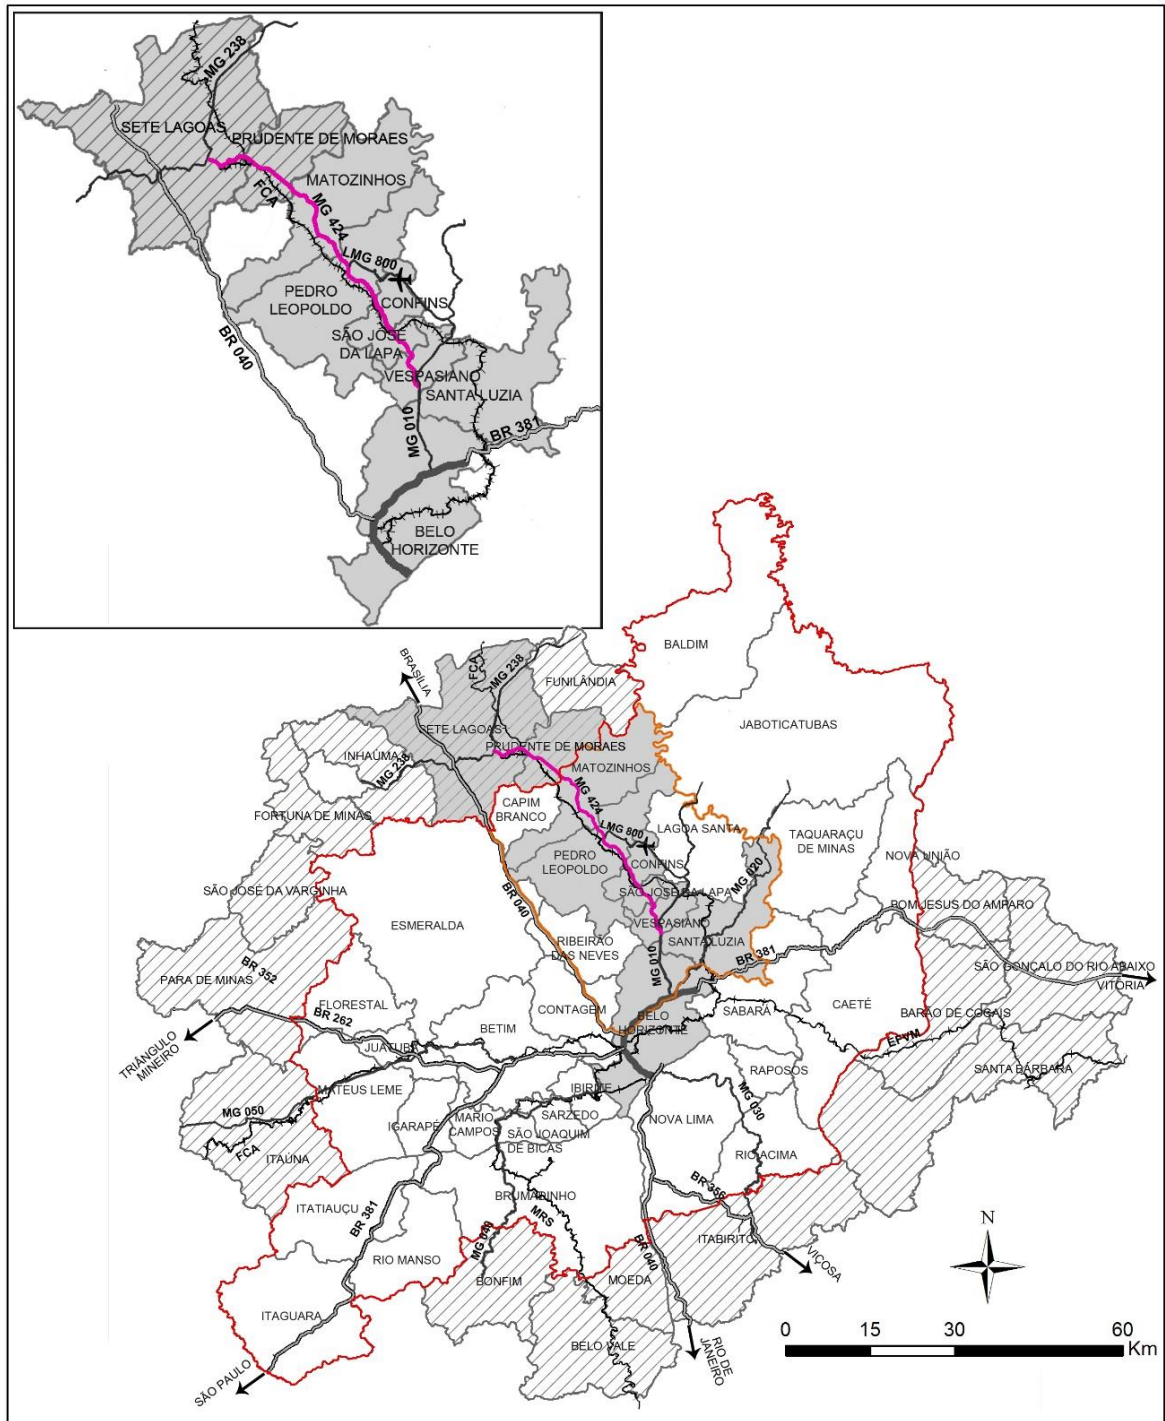 MG 238
SETE LAGOAS
PRUDENTE DE MORAES
MATOZINHOS
FCA
MG 424
LMG 800
PEDRO
LEOPOLDO
CONFINS
BR 040
SÃO JOSÉ
DA LAPA
VESPASIANO
SANTA LUZIA
MG 010
BR 381
BELO
HORIZONTE
BALDIM
BRASÍLIA
FCA
MG 238
FUNILÂNDIA
JABOTICATUBAS
SETE LAGOAS
PRUDENTE DE MORAES
INHAÚMA
MG 238
MATOZINHOS
MG 424
CAPIM
BRANCO
FORTUNA DE MINAS
LMG 800
LAGOA SANTA
TAQUARAÇU
DE MINAS
NOVA UNIÃO
PEDRO
LEOPOLDO
CONFINS
SÃO JOSÉ DA LAPA
MG 020
SÃO JOSÉ DA VARGINHA
BR 040
BOM JESUS DO AMPARO
ESMERALDA
VESPASIANO
RIBEIRÃO
DAS NEVES
SANTA LUZIA
BR 381
MG 010
SÃO GONÇALO DO RIO ABAIXO
VITÓRIA
PARA DE MINAS
BR 352
FLORESTAL
BR 262
CONTAGEM
BETIM
BELO
HORIZONTE
SABARÁ
CAETÉ
BARÃO DE COCAIS
TRIÂNGULO
MINEIRO
JUATUBA
EFVM
SANTA BÁRBARA
MATEUS LEME
IBIRITÉ
RAPOSOS
MG 030
MG 050
FCA
IGARAPÉ
MARIO
CAMPOS
SARZEDO
NOVA LIMA
SÃO JOAQUIM
DE BICAS
ITAÚNA
RIO ACIMA
ITATIAUÇU
BR 381
BRUMADINHO
MRS
BR 356
MG 040
BR 040
ITABIRITO
VIÇOSA
RIO MANSO
BONFIM
MOEDA
N
ITAGUARA
BELO VALE
RIO DE
JANEIRO
SÃO PAULO
0 15 30 60
Km